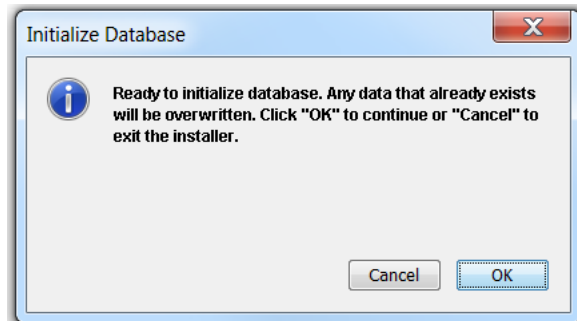 Initialize Database
Ready to initialize database. Any data that already exists
will be overwritten. Click "OK" to continue or "Cancel" to
exit the installer.
Cancel
OK